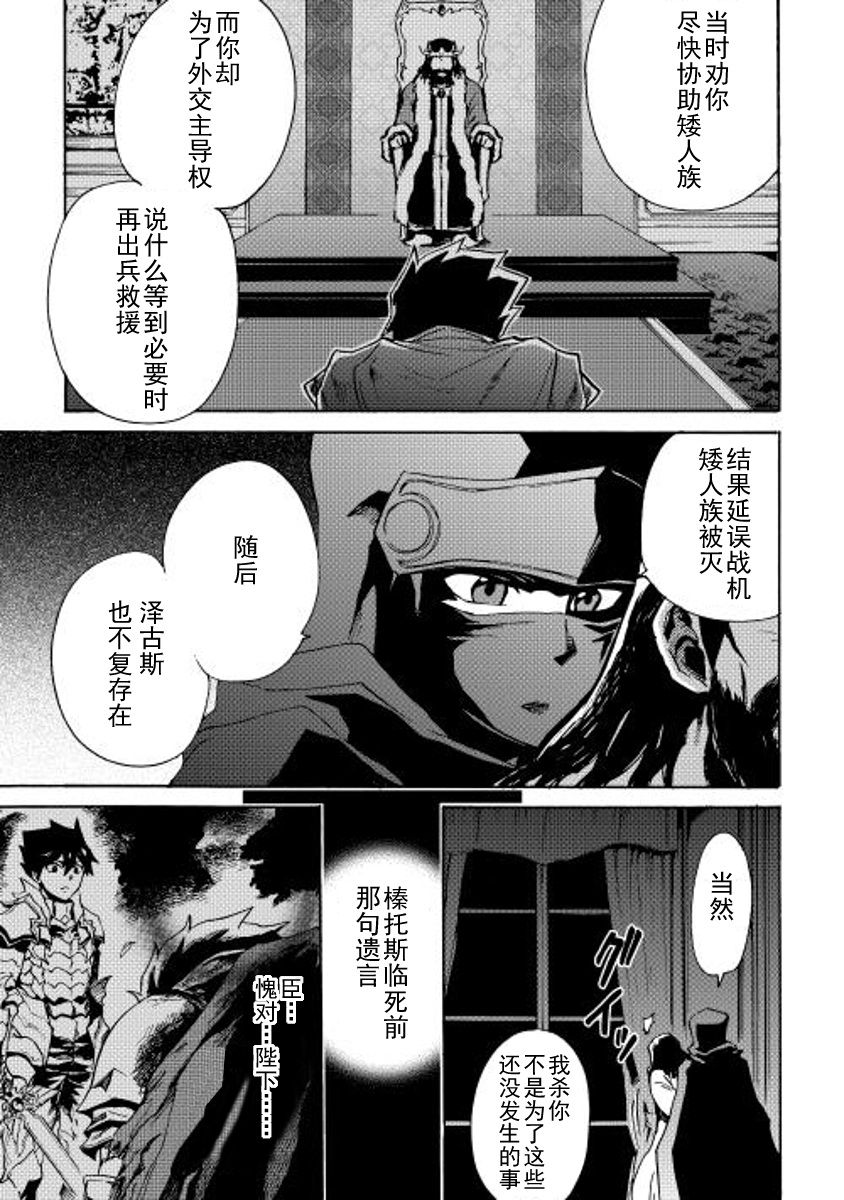 当时劝你
尽快协助矮人族
而你却
为了外交主导权
说什么等到必要时
再出兵救援
结果延误战机
矮人族被灭
随后
泽古斯
也不复存在
当然
グイッ
我杀你
不是为了这些
还没发生的事
榛托斯临死前
那句遗言
臣…
愧对…陛下……